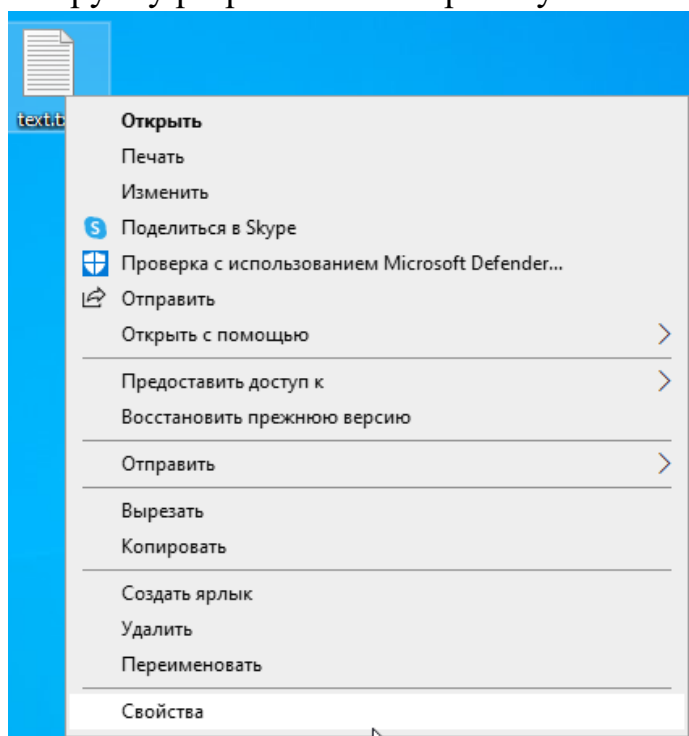 text.t
Открыть
Печать
Изменить
Поделиться в Skype
Проверка с использованием Microsoft Defender...
Отправить
Открыть с помощью
Предоставить доступ к
Восстановить прежнюю версию
Отправить
Вырезать
Копировать
Создать ярлык
Удалить
Переименовать
Свойства